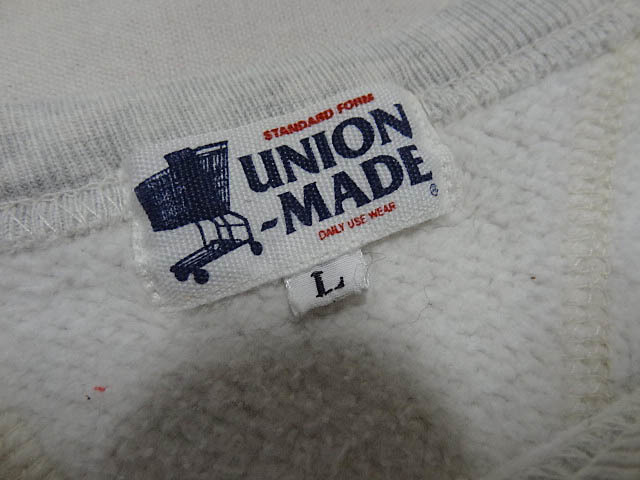 STANDARD FORM
UNION
-MADE®
DAILY USE WEAR
L